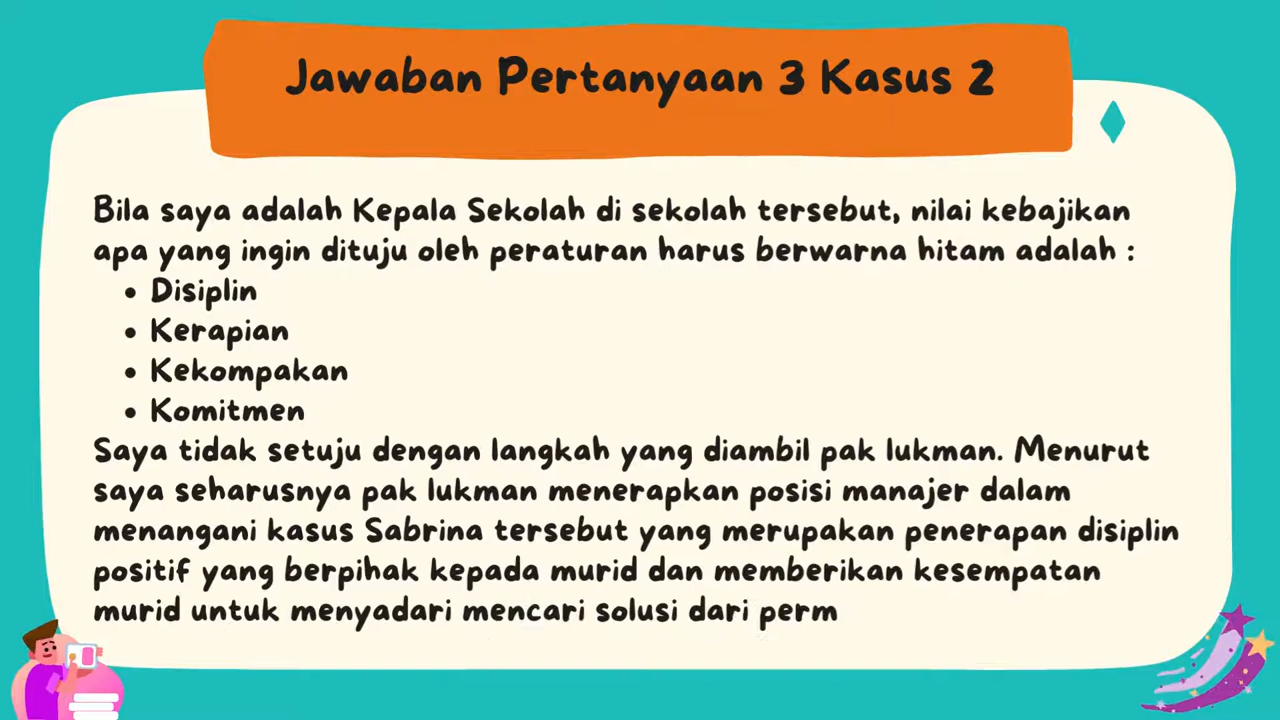 Jawaban Pertanyaan 3 Kasus 2
Bila saya adalah Kepala Sekolah di sekolah tersebut, nilai kebajikan
apa yang ingin dituju oleh peraturan harus berwarna hitam adalah :
• Disiplin
• Kerapian
• Kekompakan
• Komitmen
Saya tidak setuju dengan langkah yang diambil pak lukman. Menurut
saya seharusnya pak lukman menerapkan posisi manajer dalam
menangani kasus Sabrina tersebut yang merupakan penerapan disiplin
positif yang berpihak kepada murid dan memberikan kesempatan
murid untuk menyadari mencari solusi dari perm